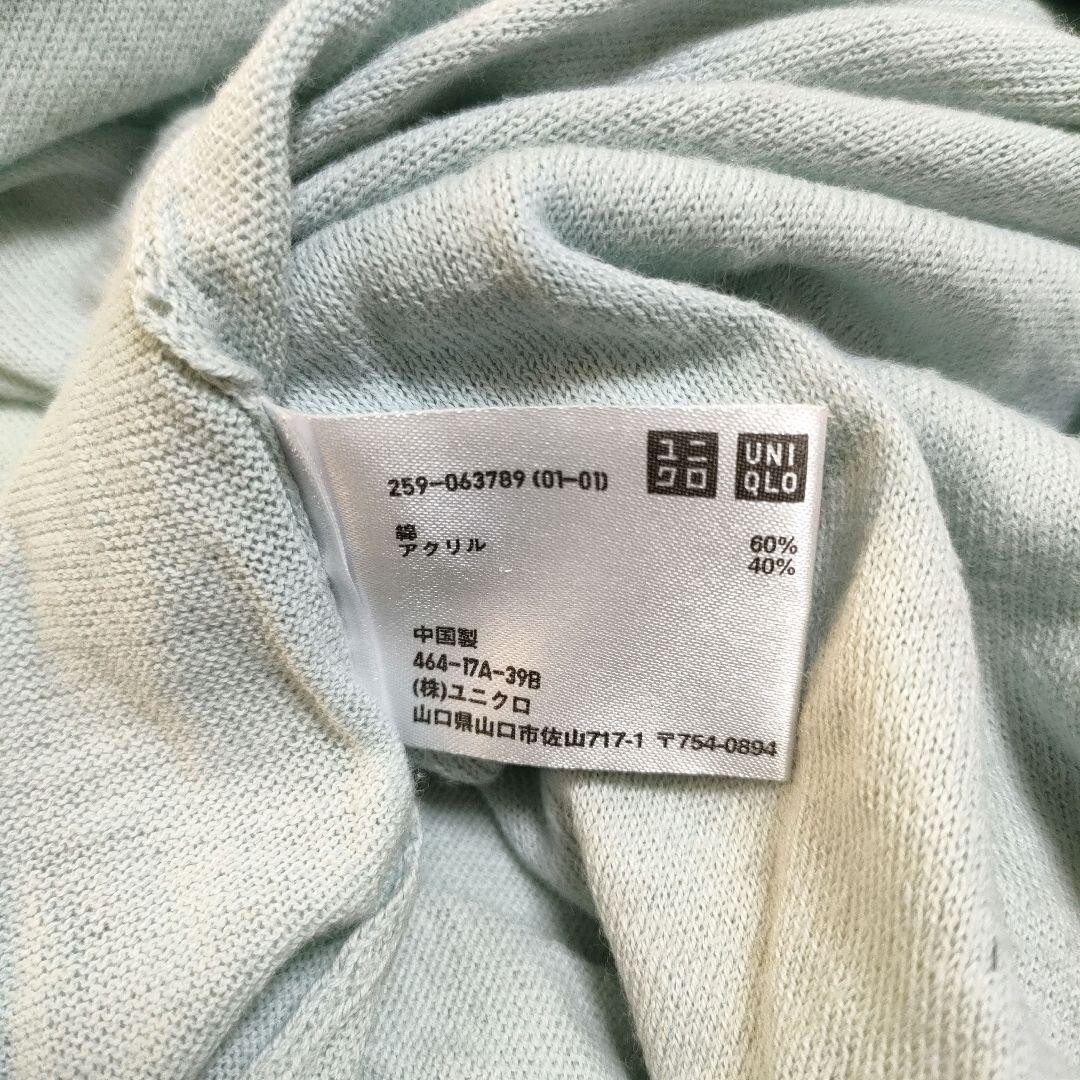 ユニ
クロ
UNI
QLO
259-063789 (01-01)
綿 60%
アクリル 40%
中国製
464-17A-39B
(株)ユニクロ
山口県山口市佐山717-1 〒754-0894